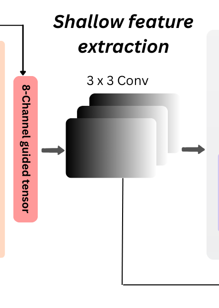 Shallow feature
extraction
3 x 3 Conv
8-Channel guided tensor